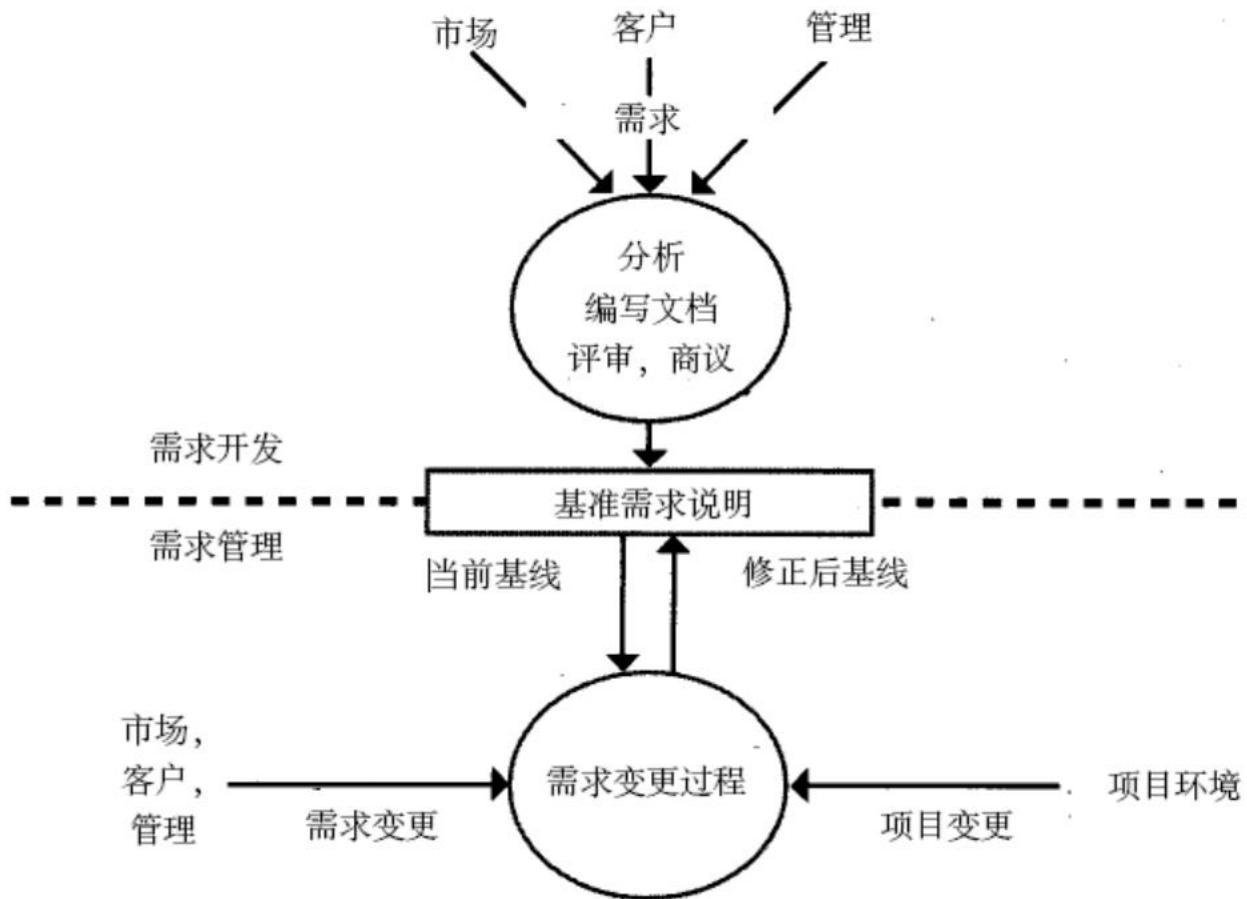 市场
客户
管理
需求
分析
编写文档
评审，商议
需求开发
基准需求说明
需求管理
当前基线
修正后基线
市场，
客户，
管理
需求变更
需求变更过程
项目变更
项目环境